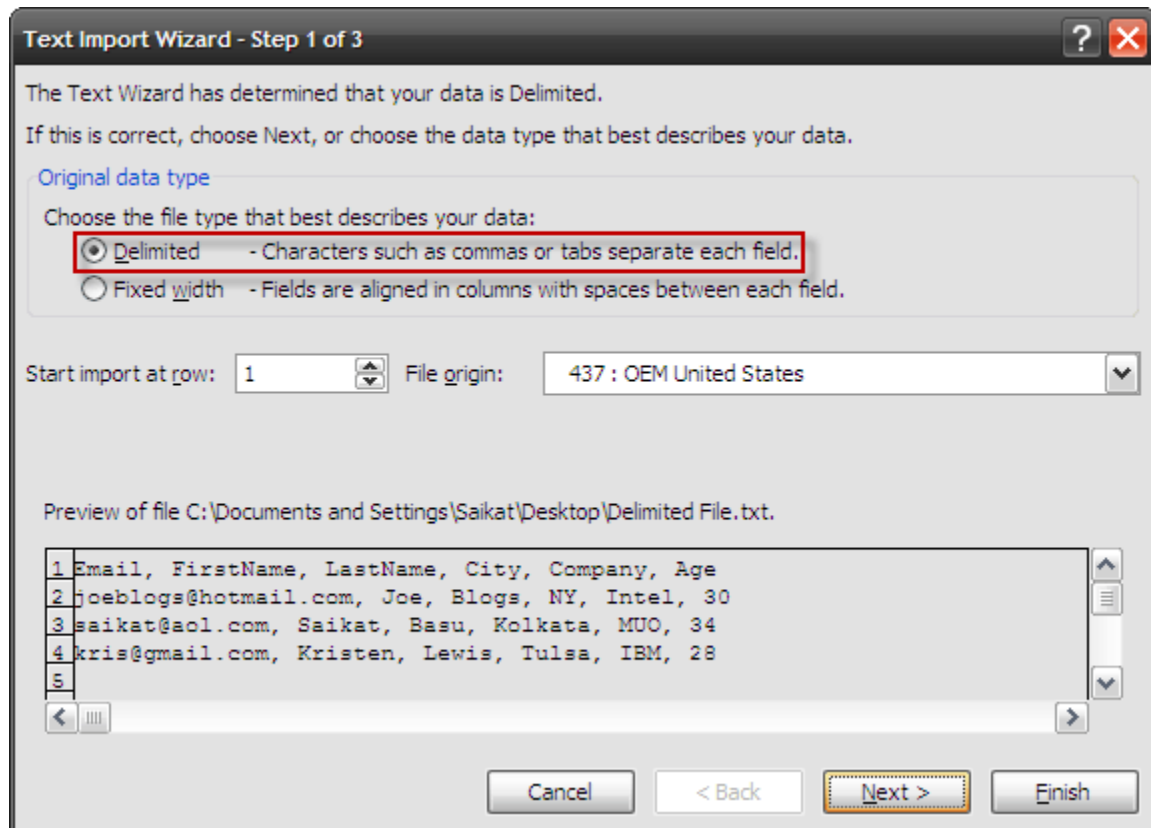 Text Import Wizard - Step 1 of 3
The Text Wizard has determined that your data is Delimited.
If this is correct, choose Next, or choose the data type that best describes your data.
Original data type
Choose the file type that best describes your data:
Delimited - Characters such as commas or tabs separate each field.
Fixed width - Fields are aligned in columns with spaces between each field.
Start import at row: 1 File origin: 437 : OEM United States
Preview of file C:\Documents and Settings\Saikat\Desktop\Delimited File.txt.
1 Email, FirstName, LastName, City, Company, Age
2 joeblogs@hotmail.com, Joe, Blogs, NY, Intel, 30
3 saikat@aol.com, Saikat, Basu, Kolkata, MUO, 34
4 kris@gmail.com, Kristen, Lewis, Tulsa, IBM, 28
5
Cancel < Back Next > Finish